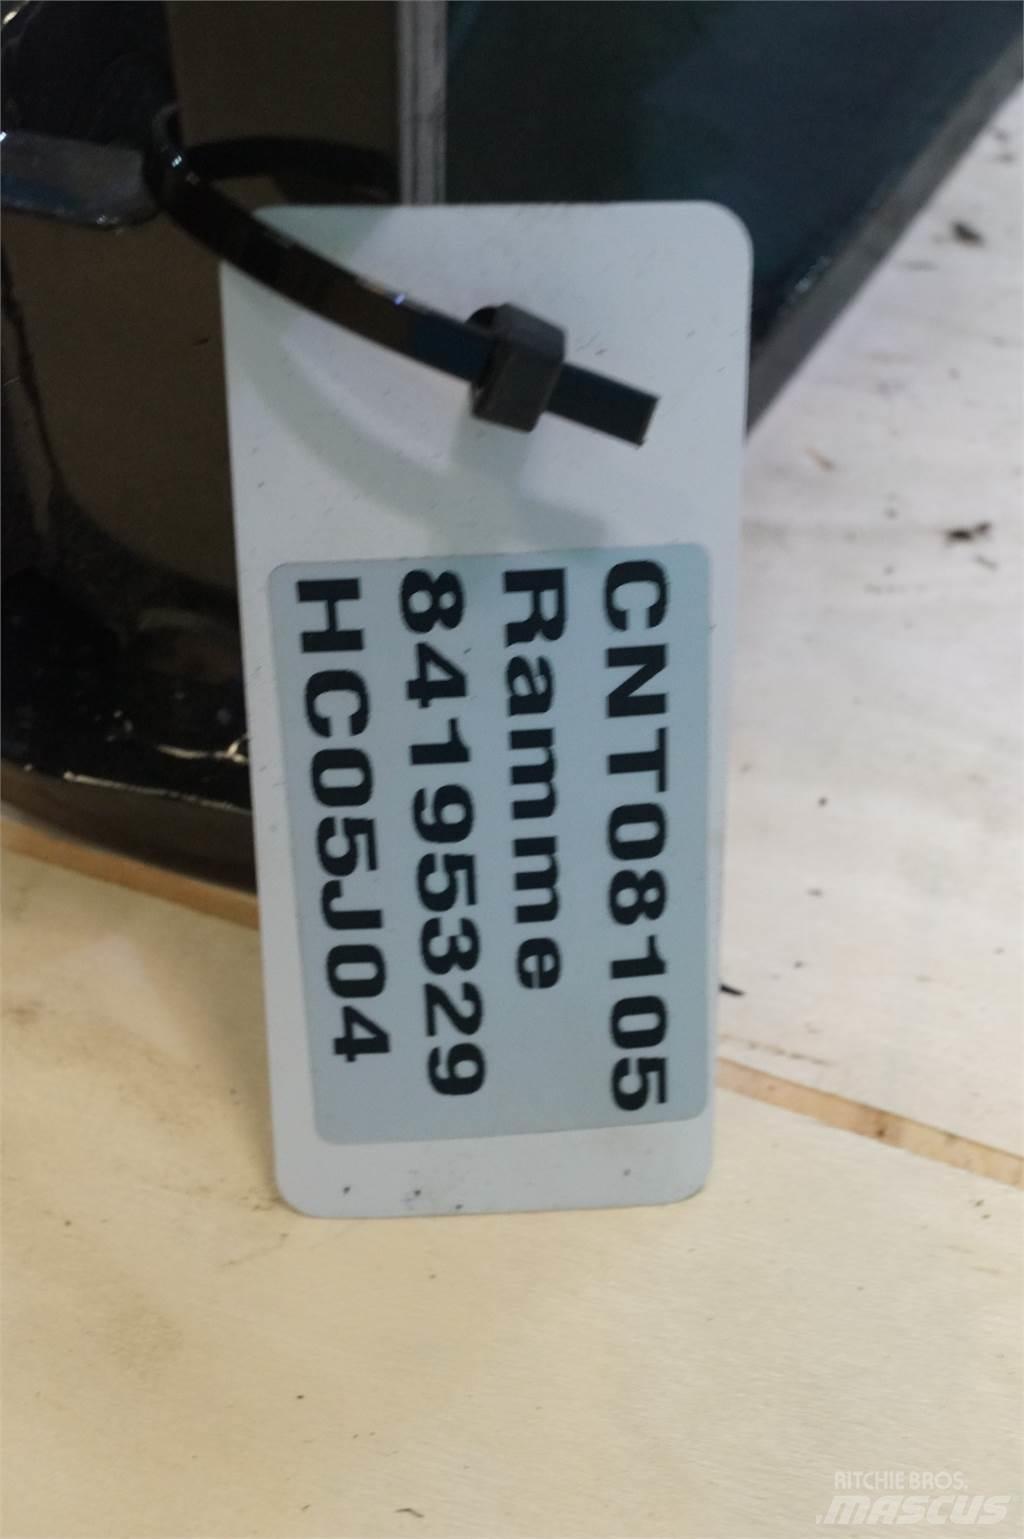 CNT08105
Ramme
84195329
HC05J04
RITCHIE BROS.
MASCUS